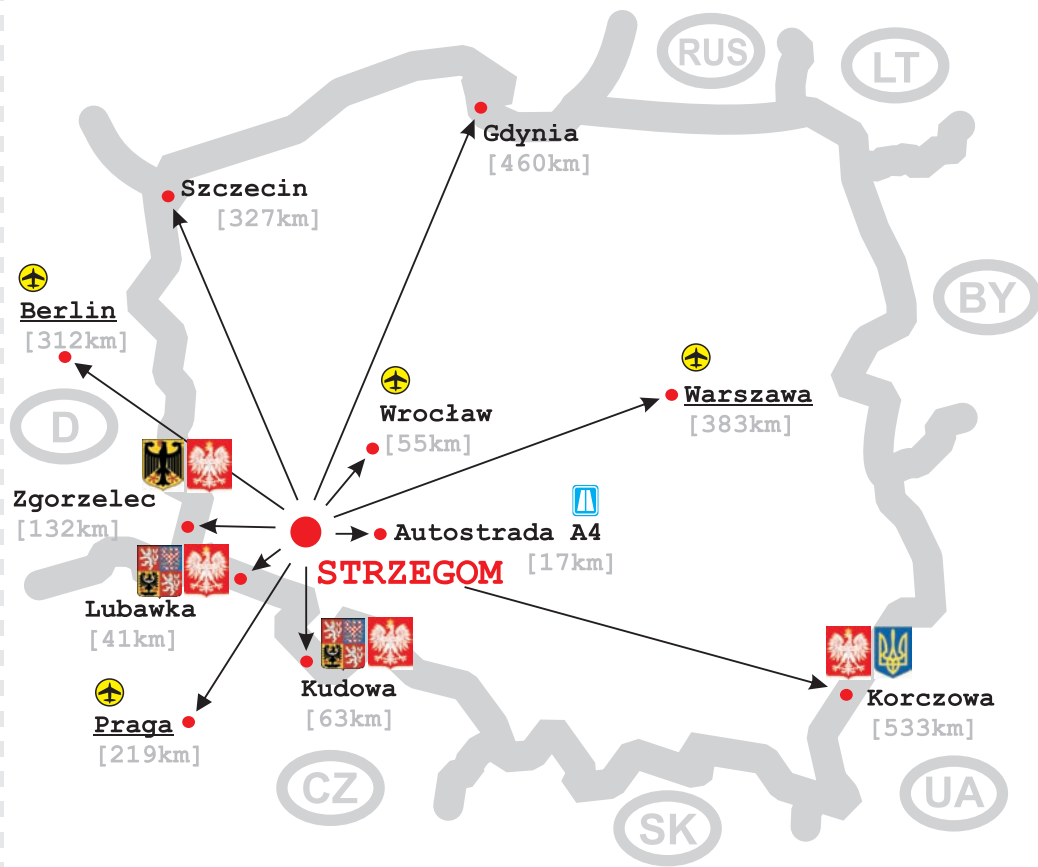 RUS
LT
Gdynia
[460km]
Szczecin
[327km]
BY
Berlin
[312km]
Warszawa
[383km]
Wrocław
[55km]
D
Zgorzelec
[132km]
Autostrada A4
[17km]
STRZEGOM
Lubawka
[41km]
Kudowa
[63km]
Korczowa
[533km]
Praga
[219km]
CZ
UA
SK